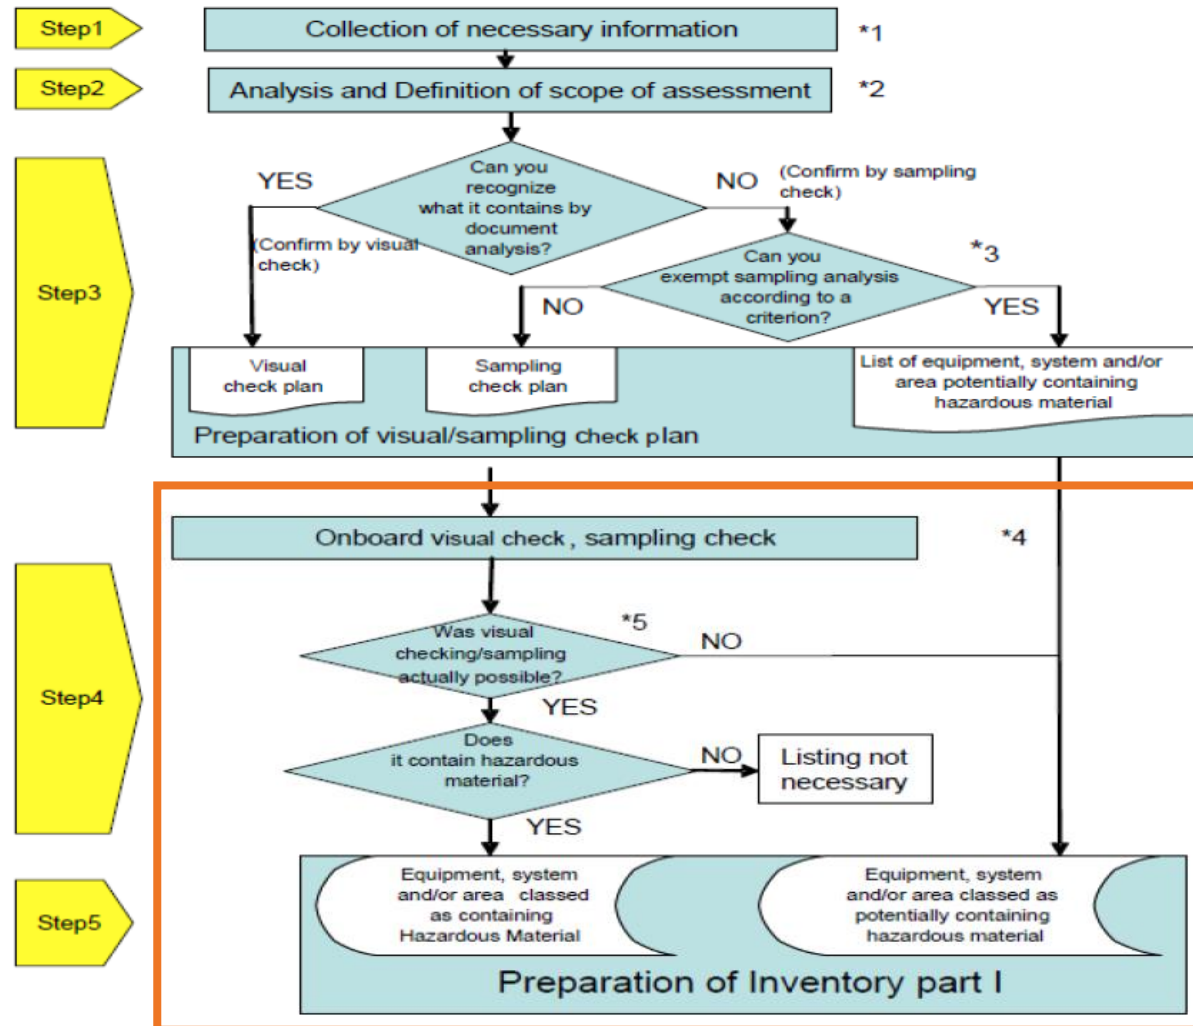 Step1
Collection of necessary information
*1
Step2
Analysis and Definition of scope of assessment
*2
Step3
Can you
recognize
what it contains by
document
analysis?
YES
(Confirm by visual
check)
NO
(Confirm by sampling
check)
*3
Can you
exempt sampling analysis
according to a
criterion?
NO
YES
Visual
check plan
Sampling
check plan
List of equipment, system and/or
area potentially containing
hazardous material
Preparation of visual/sampling check plan
Step4
Onboard visual check, sampling check
*4
Was visual
checking/sampling
actually possible?
*5
NO
YES
Does
it contain hazardous
material?
NO
Listing not
necessary
YES
Step5
Equipment, system
and/or area classed
as containing
Hazardous Material
Equipment, system
and/or area classed as
potentially containing
hazardous material
Preparation of Inventory part I